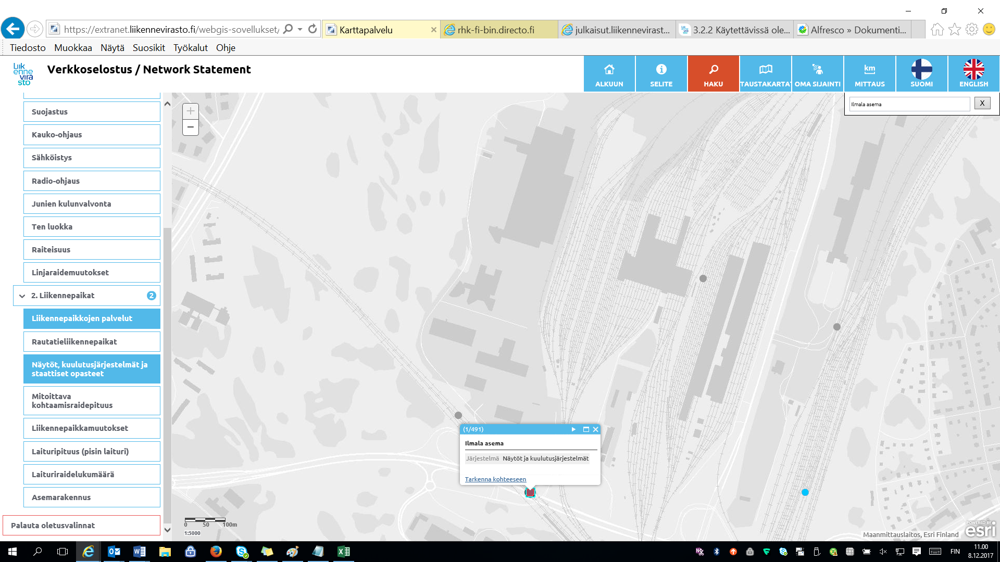 https://extranet.liikennevirasto.fi/webgis-sovellukset/
Karttapalvelu
rhk-fi-bin.directo.fi
julkaisut.liikennevirast...
3.2.2 Käytettävissä ole...
Alfresco » Dokumenti...
Tiedosto Muokkaa Näytä Suosikit Työkalut Ohje
Liik
enne
vira
sto
Verkkoselostus / Network Statement
ALKUUN
SELITE
HAKU
TAUSTAKARTAT
OMA SIJAINTI
km
MITTAUS
SUOMI
ENGLISH
Ilmala asema
X
Suojastus
Kauko-ohjaus
Sähköistys
Radio-ohjaus
Junien kulunvalvonta
Ten luokka
Raiteisuus
Linjaraidemuutokset
2. Liikennepaikat 2
Liikennepaikkojen palvelut
Rautatieliikennepaikat
Näytöt, kuulutusjärjestelmät ja
staattiset opasteet
Mitoittava
kohtaamisraidepituus
Liikennepaikkamuutokset
Laituripituus (pisin laituri)
Laituriraidelukumäärä
Asemarakennus
Palauta oletusvalinnat
+
−
(1/491)
Ilmala asema
Järjestelmä Näytöt ja kuulutusjärjestelmät
Tarkenna kohteeseen
0 50 100m
1:5000
Maanmittauslaitos, Esri Finland
POWERED BY
esri
FIN
11.00
8.12.2017